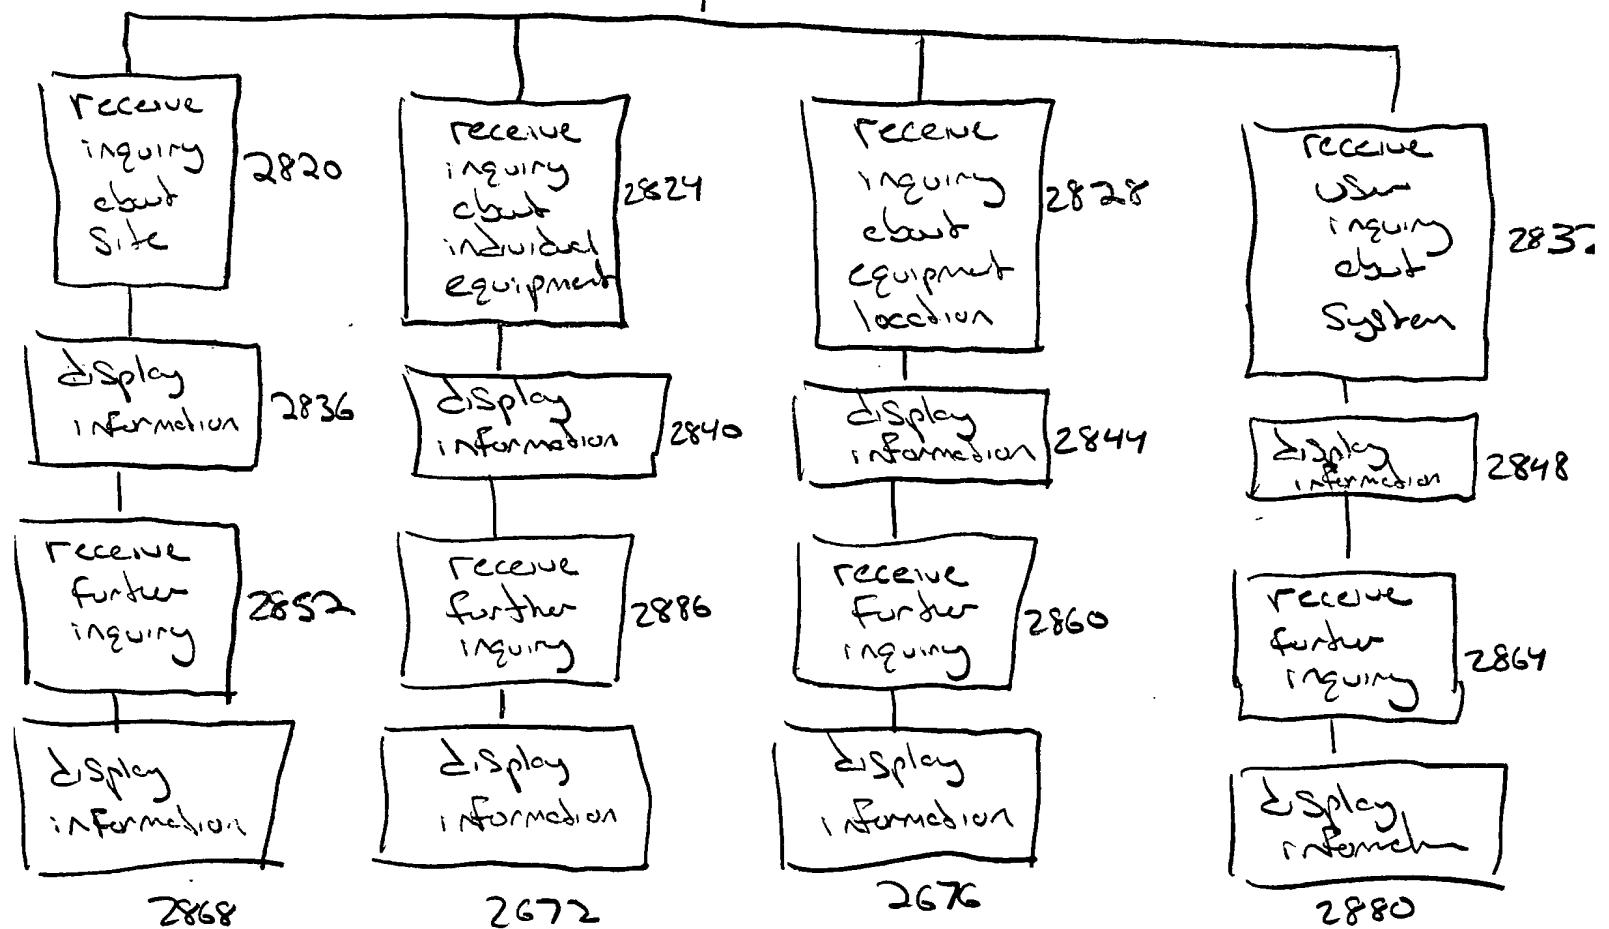 receive
inquiry
about
site
2820
receive
inquiry
about
individual
equipment
2824
receive
inquiry
about
equipment
location
2828
receive
user
inquiry
about
system
2832
display
information
2836
display
information
2840
display
information
2844
display
information
2848
receive
further
inquiry
2852
receive
further
inquiry
2886
receive
further
inquiry
2860
receive
further
inquiry
2864
display
information
2868
display
information
2672
display
information
2676
display
information
2880